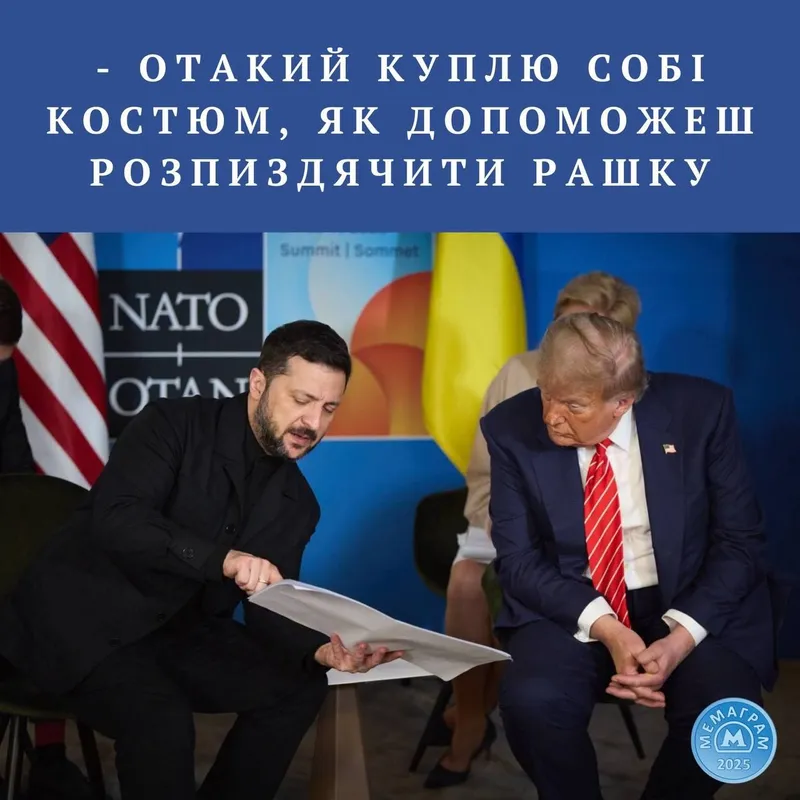 - ОТАКИЙ КУПЛЮ СОБІ
КОСТЮМ, ЯК ДОПОМОЖЕШ
РОЗПИЗДЯЧИТИ РАШКУ
Summit | Sommet
NATO
OTAN
МЕМАГРАМ
М
2025